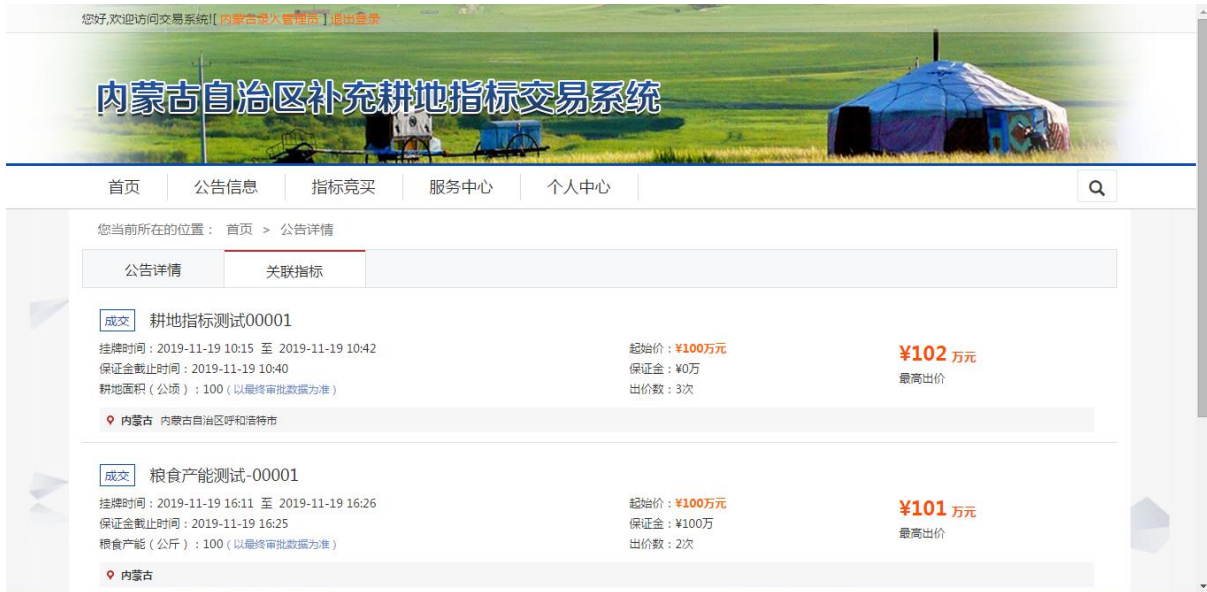 您好,欢迎访问交易系统![ 内蒙古录入管理员 ] 退出登录
内蒙古自治区补充耕地指标交易系统
首页 公告信息 指标竞买 服务中心 个人中心
您当前所在的位置： 首页 > 公告详情
公告详情 关联指标
成交 耕地指标测试00001
挂牌时间：2019-11-19 10:15 至 2019-11-19 10:42
保证金截止时间：2019-11-19 10:40
耕地面积（公顷）：100（以最终审批数据为准）
起始价：¥100万元
保证金：¥0万
出价数：3次
¥102 万元
最高出价
内蒙古 内蒙古自治区呼和浩特市
成交 粮食产能测试-00001
挂牌时间：2019-11-19 16:11 至 2019-11-19 16:26
保证金截止时间：2019-11-19 16:25
粮食产能（公斤）：100（以最终审批数据为准）
起始价：¥100万元
保证金：¥100万
出价数：2次
¥101 万元
最高出价
内蒙古